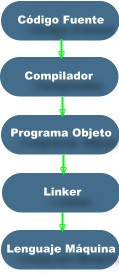 Código Fuente
Compilador
Programa Objeto
Linker
Lenguaje Máquina